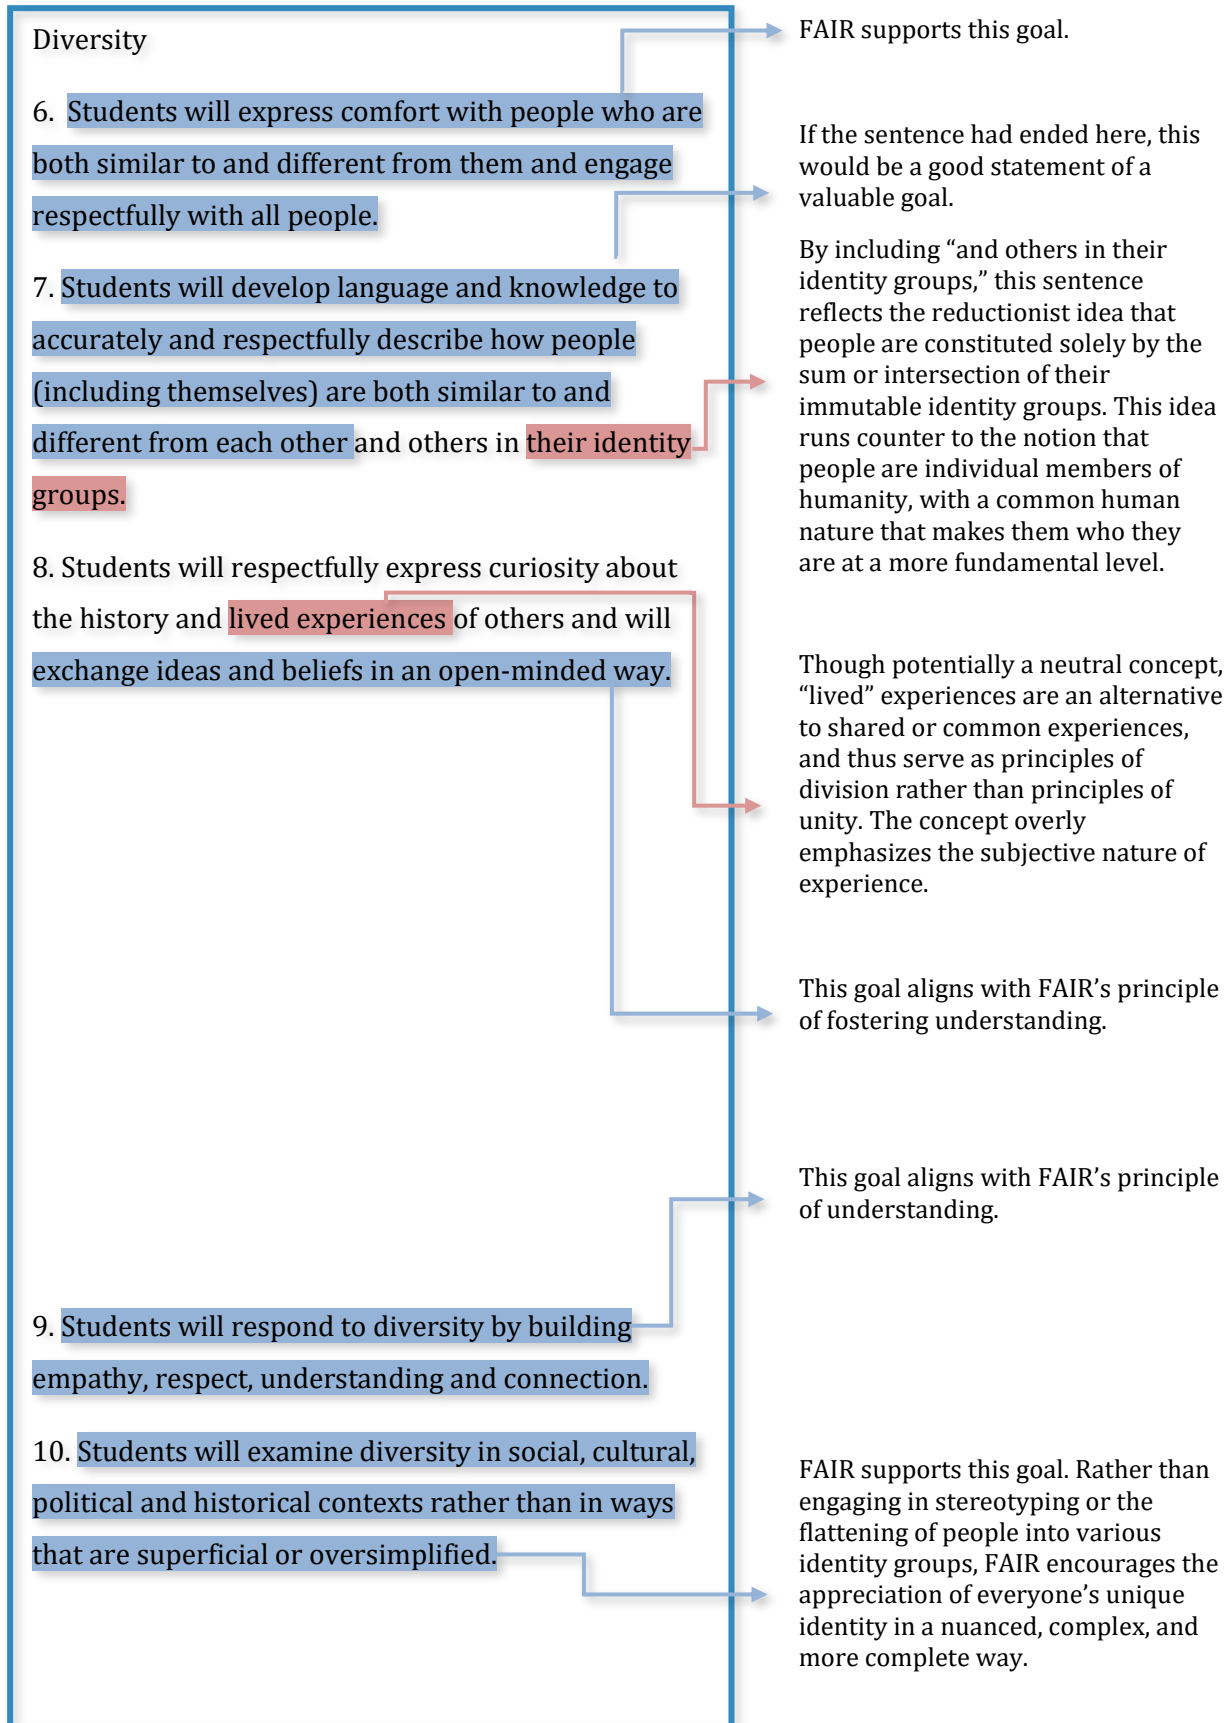 Diversity
6. Students will express comfort with people who are
both similar to and different from them and engage
respectfully with all people.
7. Students will develop language and knowledge to
accurately and respectfully describe how people
(including themselves) are both similar to and
different from each other and others in their identity
groups.
8. Students will respectfully express curiosity about
the history and lived experiences of others and will
exchange ideas and beliefs in an open-minded way.
9. Students will respond to diversity by building
empathy, respect, understanding and connection.
10. Students will examine diversity in social, cultural,
political and historical contexts rather than in ways
that are superficial or oversimplified.
FAIR supports this goal.
If the sentence had ended here, this
would be a good statement of a
valuable goal.
By including “and others in their
identity groups,” this sentence
reflects the reductionist idea that
people are constituted solely by the
sum or intersection of their
immutable identity groups. This idea
runs counter to the notion that
people are individual members of
humanity, with a common human
nature that makes them who they
are at a more fundamental level.
Though potentially a neutral concept,
“lived” experiences are an alternative
to shared or common experiences,
and thus serve as principles of
division rather than principles of
unity. The concept overly
emphasizes the subjective nature of
experience.
This goal aligns with FAIR’s principle
of fostering understanding.
This goal aligns with FAIR’s principle
of understanding.
FAIR supports this goal. Rather than
engaging in stereotyping or the
flattening of people into various
identity groups, FAIR encourages the
appreciation of everyone’s unique
identity in a nuanced, complex, and
more complete way.